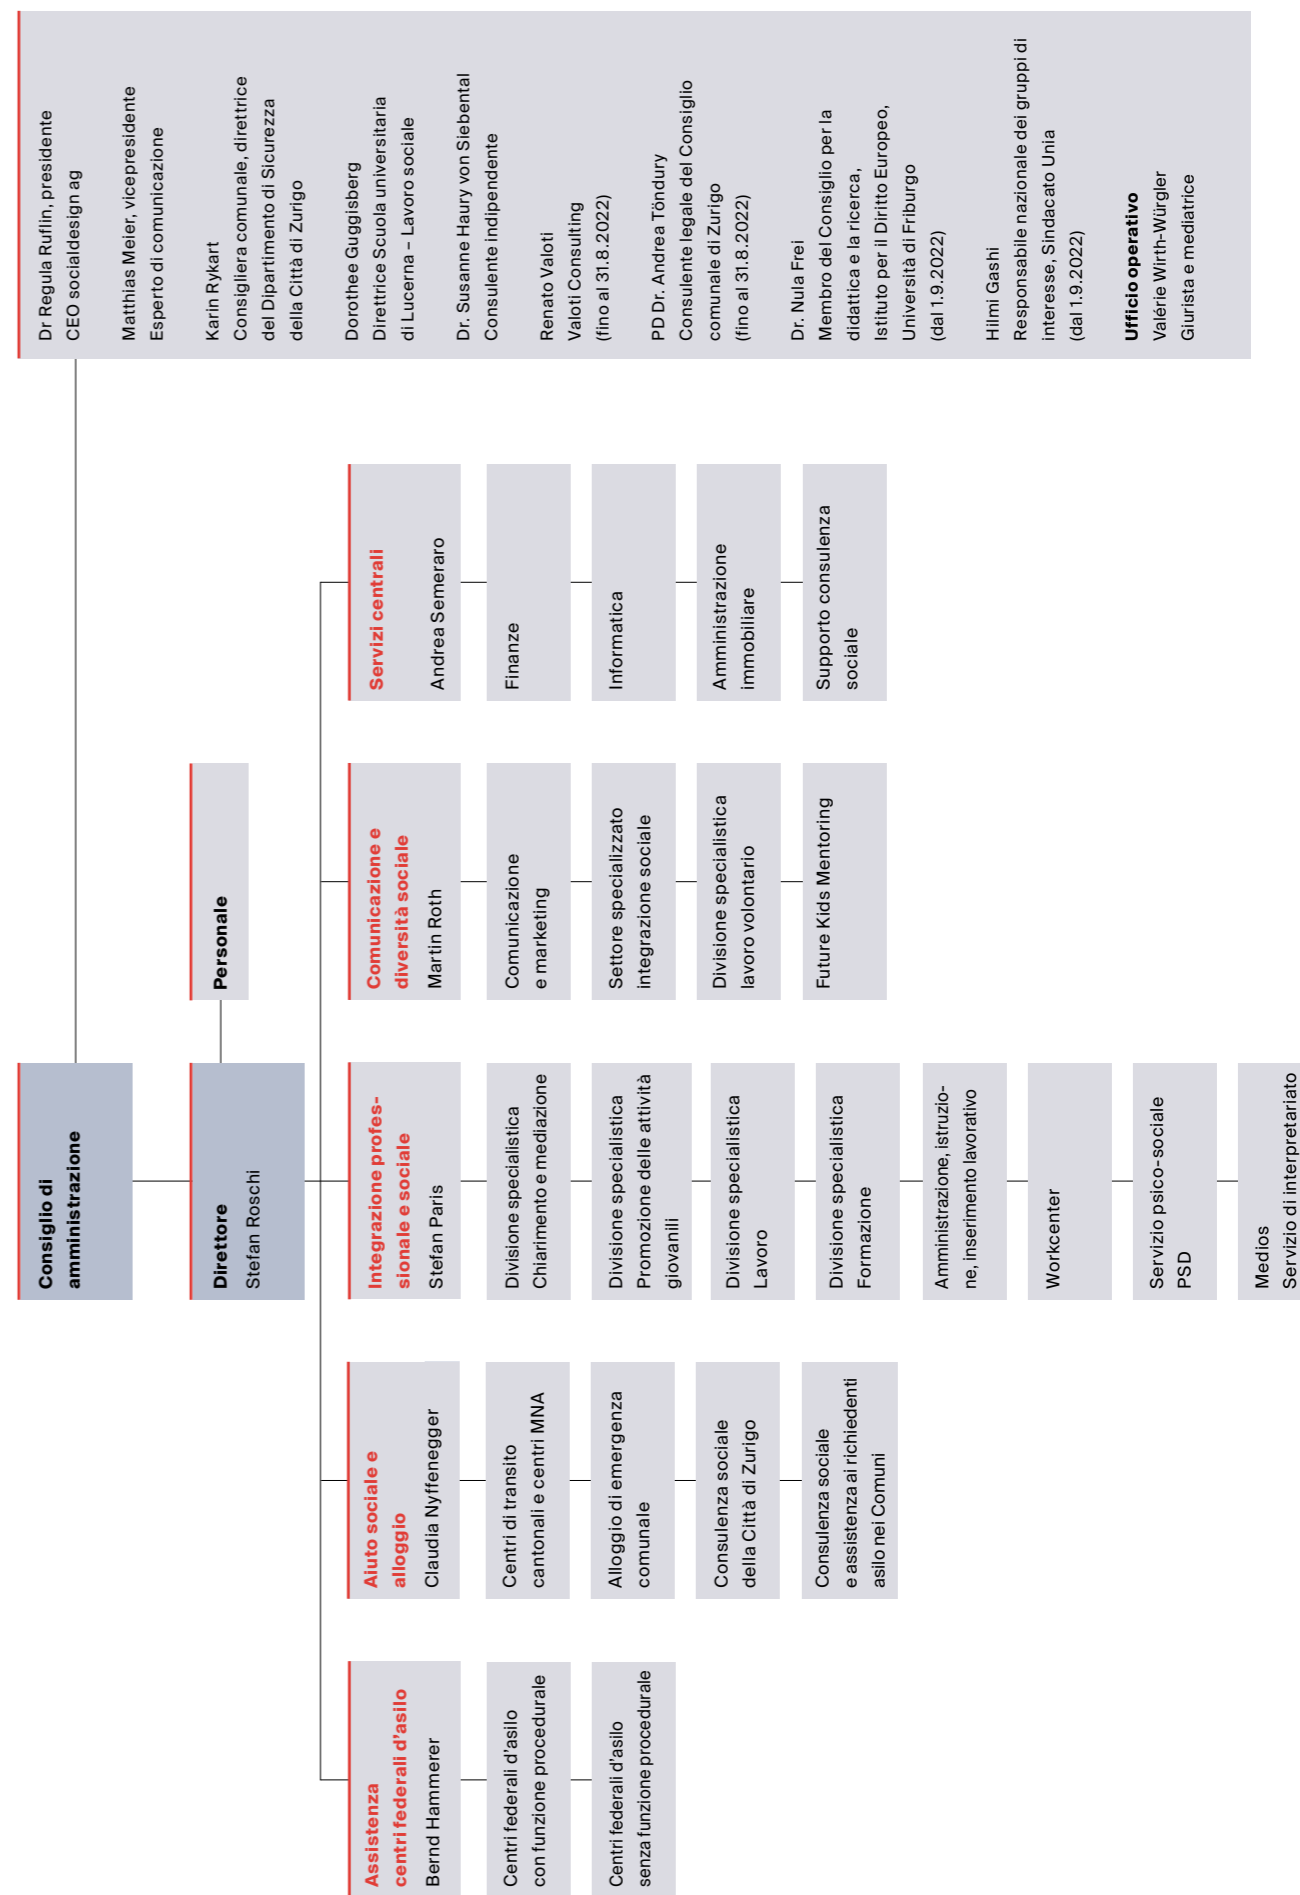 Consiglio di
amministrazione
Dr Regula Ruflin, presidente
CEO socialdesign ag
Matthias Meier, vicepresidente
Esperto di comunicazione
Karin Rykart
Consigliera comunale, direttrice
del Dipartimento di Sicurezza
della Città di Zurigo
Dorothee Guggisberg
Direttrice Scuola universitaria
di Lucerna – Lavoro sociale
Dr. Susanne Haury von Siebental
Consulente indipendente
Renato Valoti
Valoti Consulting
(fino al 31.8.2022)
PD Dr. Andrea Töndury
Consulente legale del Consiglio
comunale di Zurigo
(fino al 31.8.2022)
Dr. Nula Frei
Membro del Consiglio per la
didattica e la ricerca,
Istituto per il Diritto Europeo,
Università di Friburgo
(dal 1.9.2022)
Hilmi Gashi
Responsabile nazionale dei gruppi di
interesse, Sindacato Unia
(dal 1.9.2022)
Ufficio operativo
Valérie Wirth-Würgler
Giurista e mediatrice
Direttore
Stefan Roschi
Personale
Assistenza
centri federali d’asilo
Bernd Hammerer
Centri federali d’asilo
con funzione procedurale
Centri federali d’asilo
senza funzione procedurale
Aiuto sociale e
alloggio
Claudia Nyffenegger
Centri di transito
cantonali e centri MNA
Alloggio di emergenza
comunale
Consulenza sociale
della Città di Zurigo
Consulenza sociale
e assistenza ai richiedenti
asilo nei Comuni
Integrazione profes-
sionale e sociale
Stefan Paris
Divisione specialistica
Chiarimento e mediazione
Divisione specialistica
Promozione delle attività
giovanili
Divisione specialistica
Lavoro
Divisione specialistica
Formazione
Amministrazione, istruzio-
ne, inserimento lavorativo
Workcenter
Servizio psico-sociale
PSD
Medios
Servizio di interpretariato
Comunicazione e
diversità sociale
Martin Roth
Comunicazione
e marketing
Settore specializzato
integrazione sociale
Divisione specialistica
lavoro volontario
Future Kids Mentoring
Servizi centrali
Andrea Semeraro
Finanze
Informatica
Amministrazione
immobiliare
Supporto consulenza
sociale